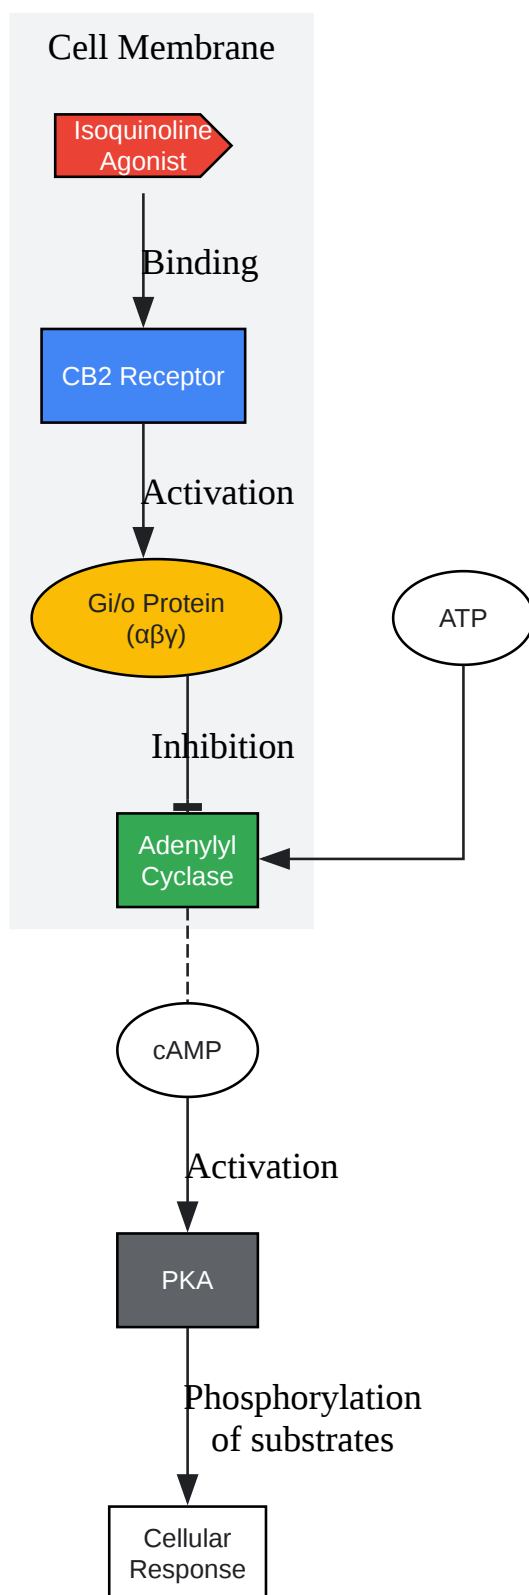 Cell Membrane
Isoquinoline
Agonist
Binding
CB2 Receptor
Activation
Gi/o Protein
(αβγ)
ATP
Inhibition
Adenylyl
Cyclase
cAMP
Activation
PKA
Phosphorylation
of substrates
Cellular
Response